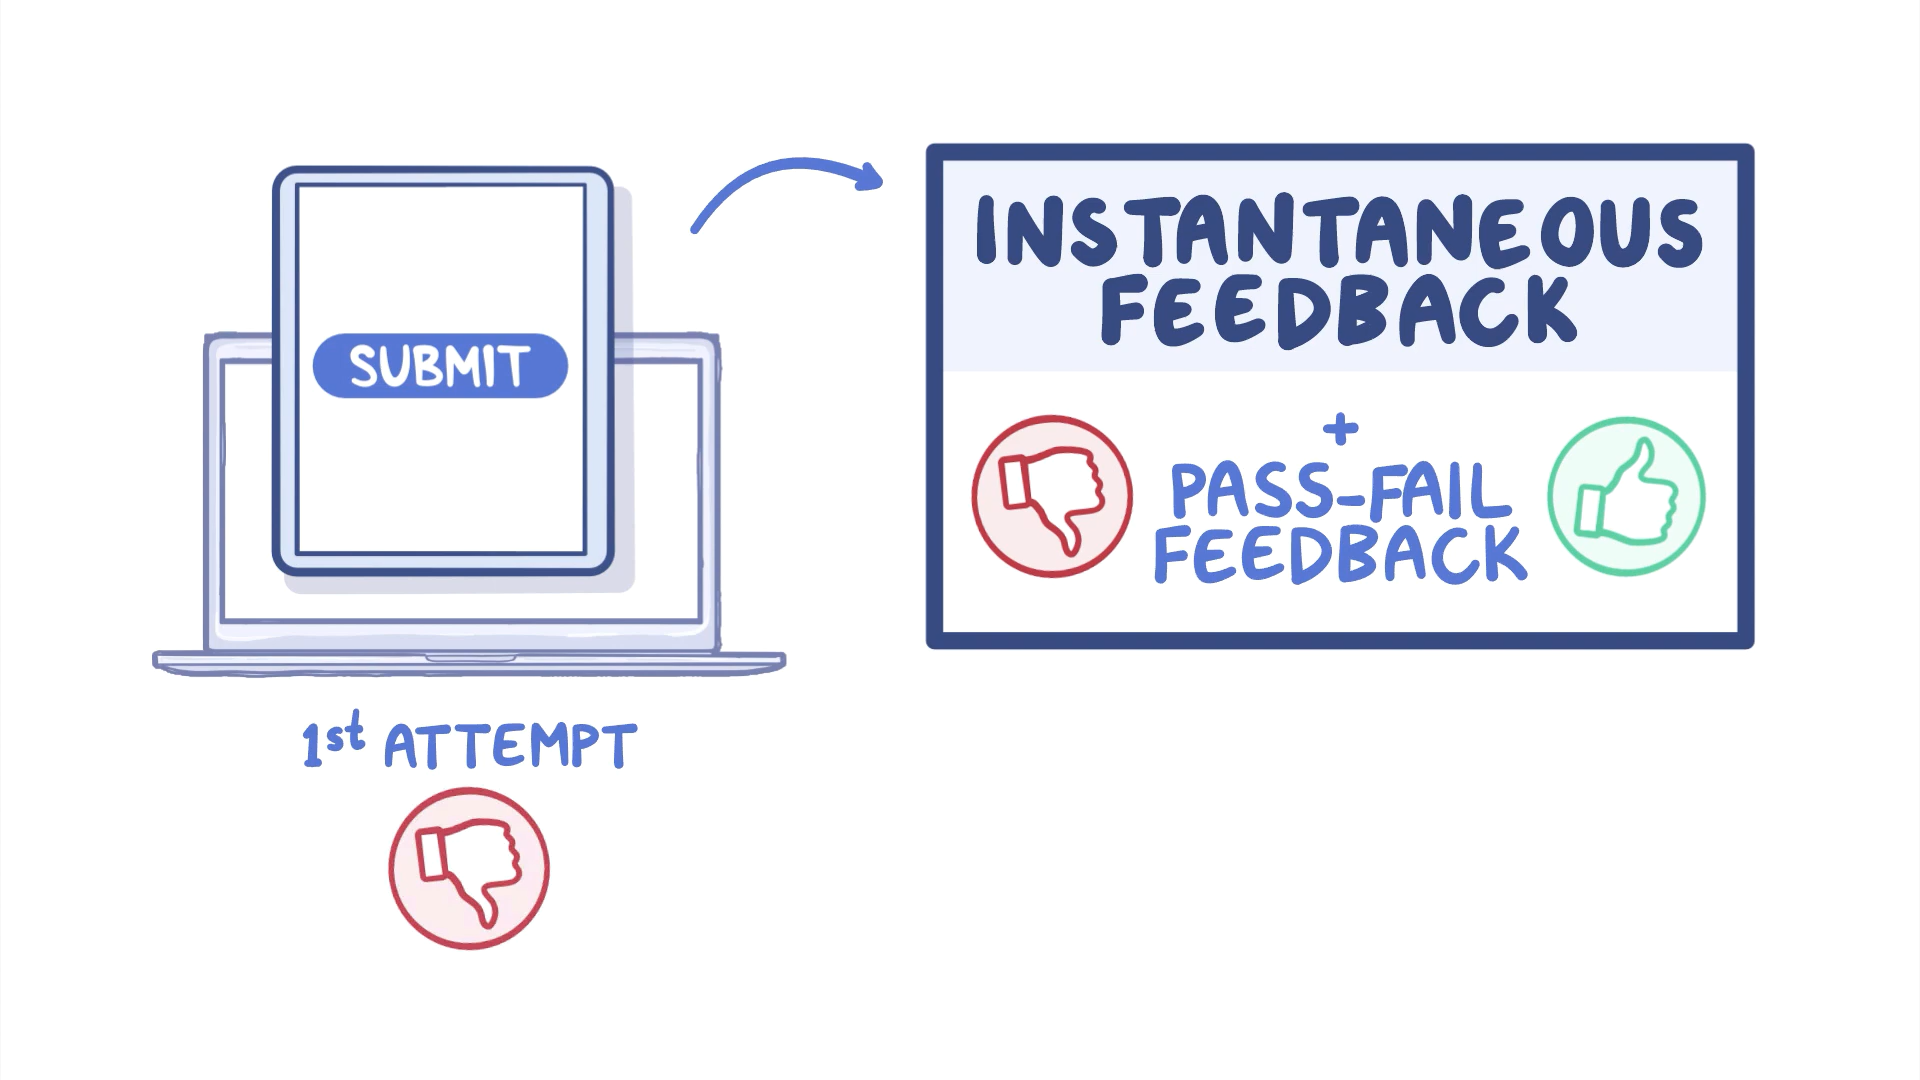 SUBMIT
1st ATTEMPT
INSTANTANEOUS
FEEDBACK
+
PASS-FAIL
FEEDBACK